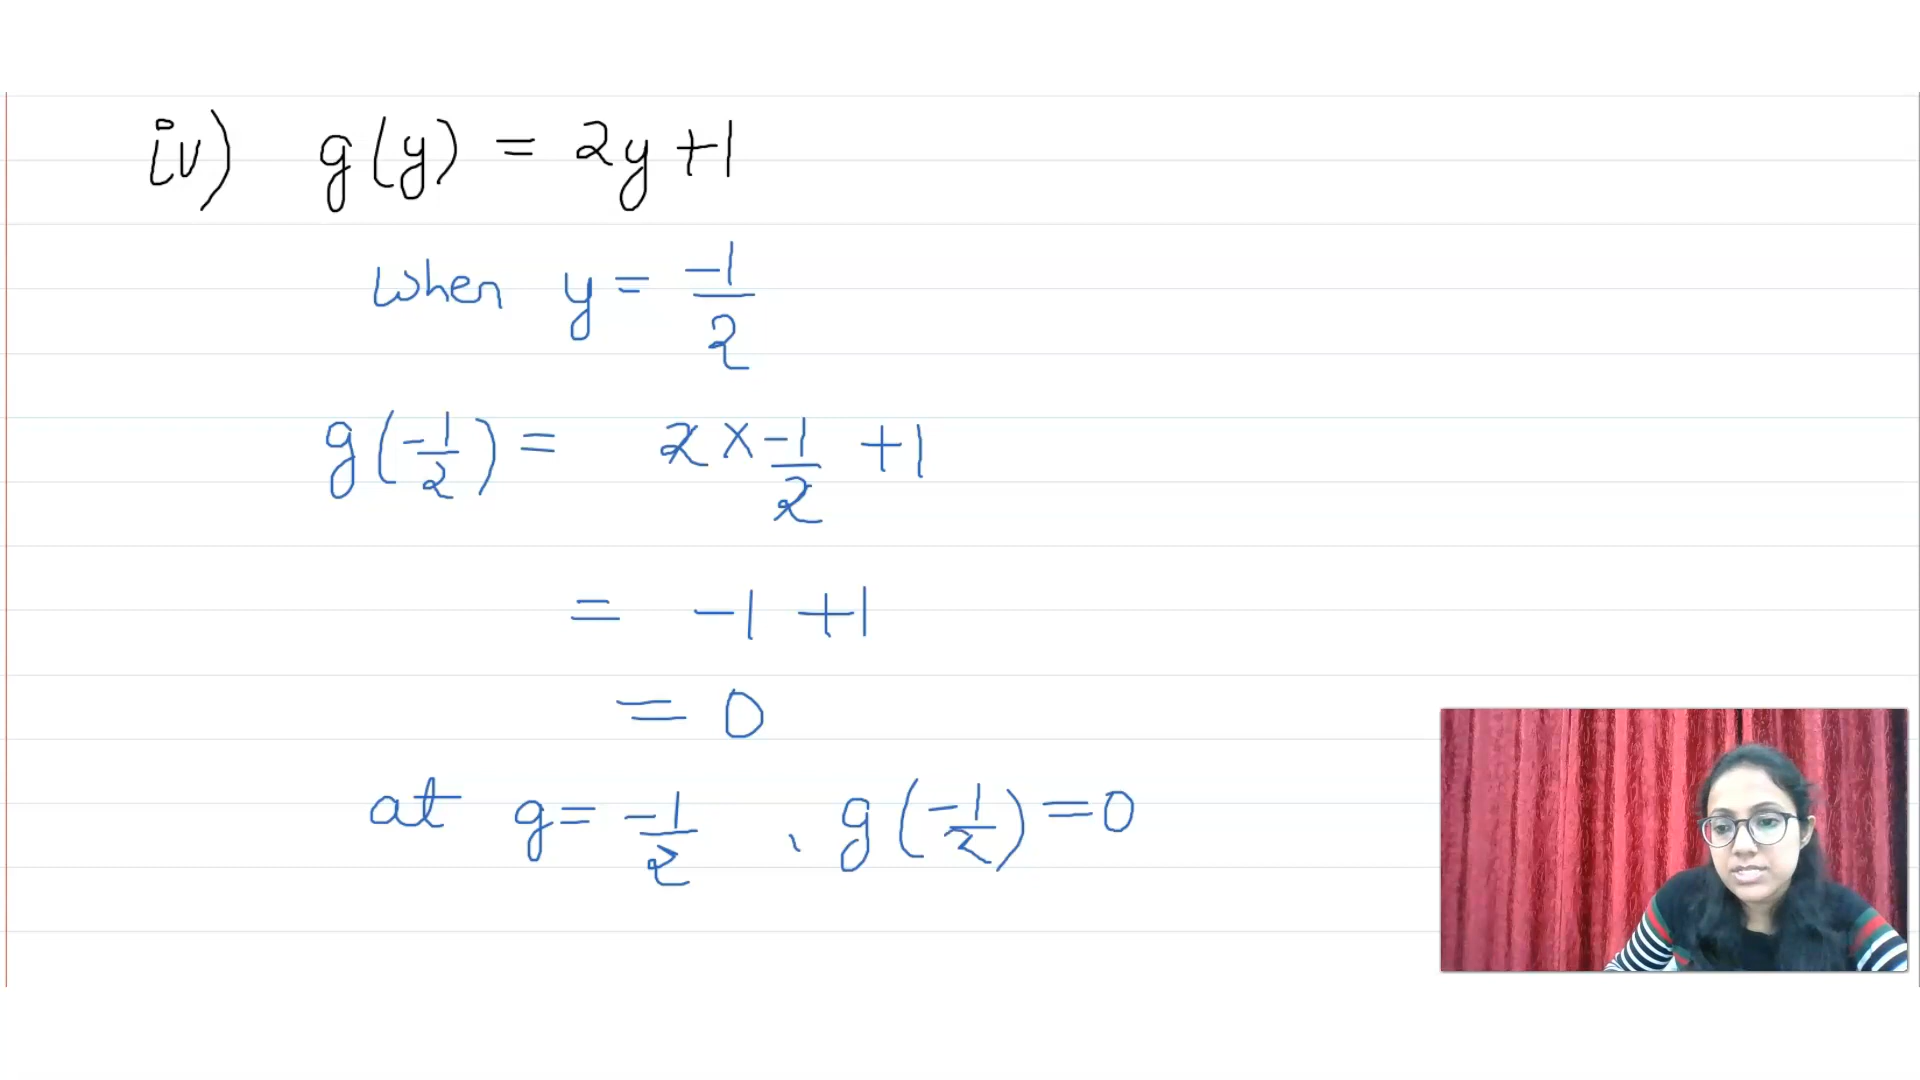 iv) g(y) = 2y+1
when y = -1/2
g(-1/2) = 2 × -1/2 +1
= -1 +1
= 0
at g = -1/2 , g(-1/2) = 0